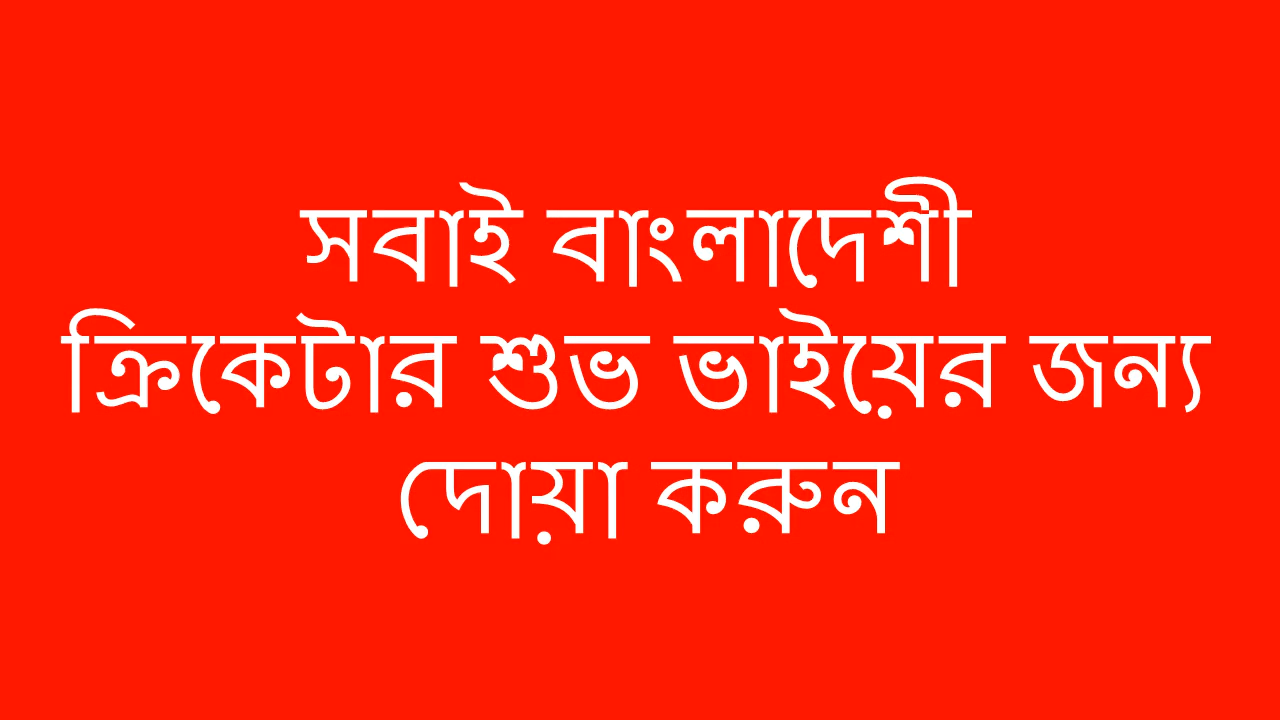 সবাই বাংলাদেশী
ক্রিকেটার শুভ ভাইয়ের জন্য
দোয়া করুন